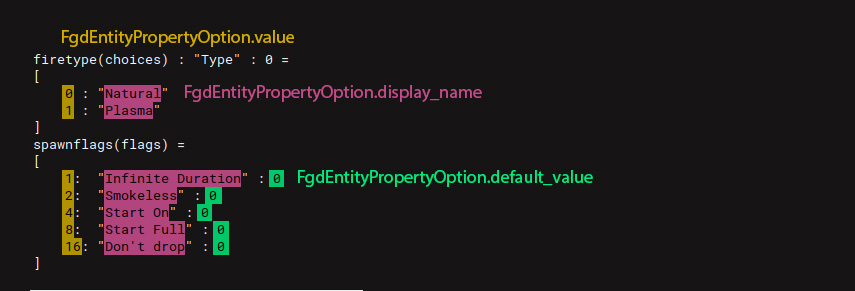 FgdEntityPropertyOption.value
firetype(choices) : "Type" : 0 =
[
0 : "Natural" FgdEntityPropertyOption.display_name
1 : "Plasma"
]
spawnflags(flags) =
[
1: "Infinite Duration" : 0 FgdEntityPropertyOption.default_value
2: "Smokeless" : 0
4: "Start On" : 0
8: "Start Full" : 0
16: "Don't drop" : 0
]